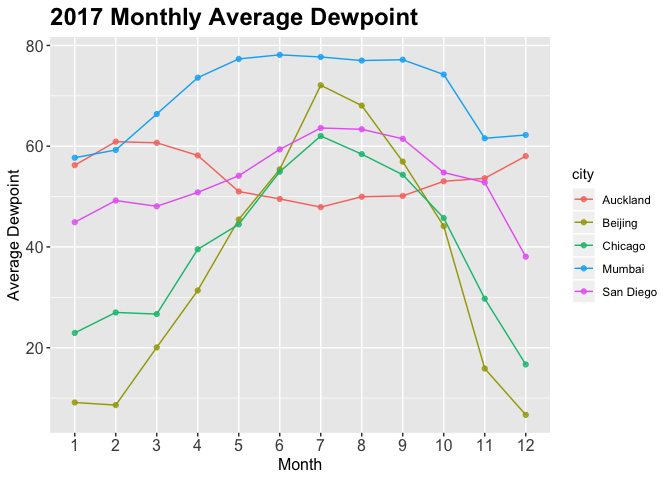 2017 Monthly Average Dewpoint
80
60
40
20
Average Dewpoint
1 2 3 4 5 6 7 8 9 10 11 12
Month
city
Auckland
Beijing
Chicago
Mumbai
San Diego